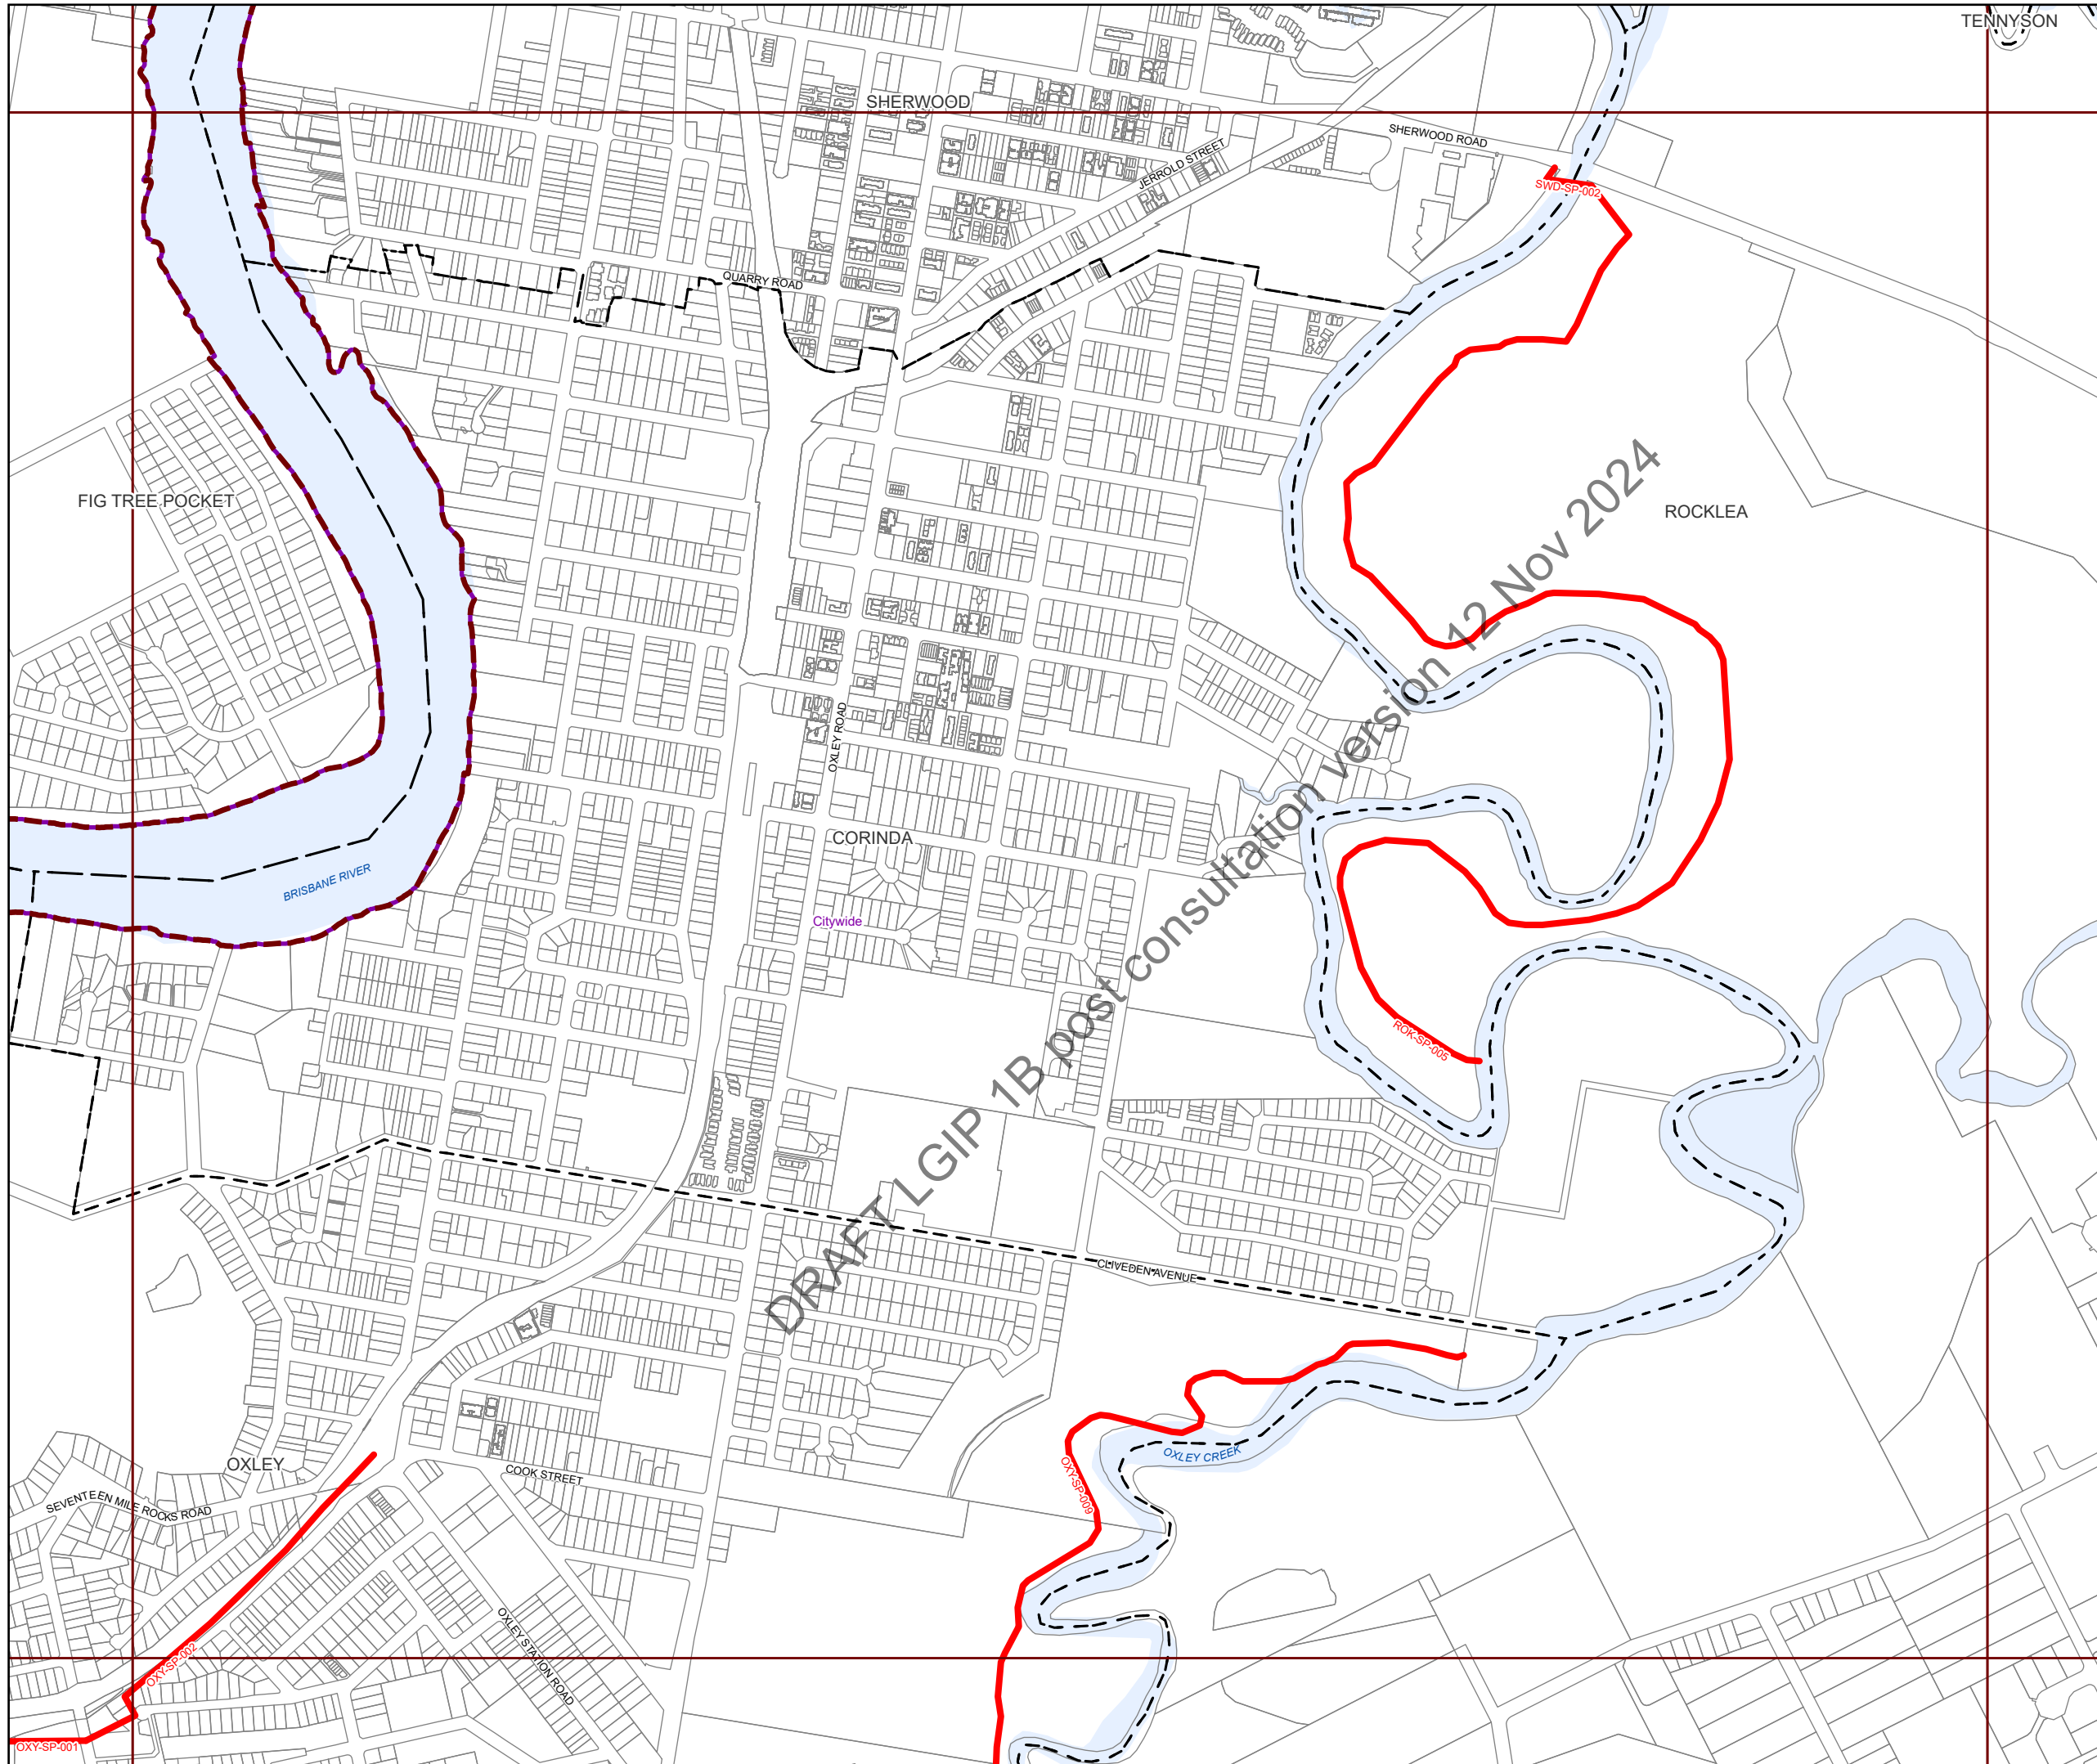 TENNYSON
SHERWOOD
SHERWOOD ROAD
JERROLD STREET
SWD-SP-002
QUARRY ROAD
FIG TREE POCKET
ROCKLEA
OXLEY ROAD
CORINDA
BRISBANE RIVER
Citywide
ROK-SP-005
DRAFT LGIP 1B post consultation version 12 Nov 2024
CLIVEDEN AVENUE
OXLEY CREEK
OXLEY
COOK STREET
OXY-SP-009
SEVENTEEN MILE ROCKS ROAD
OXLEY STATION ROAD
OXY-SP-002
OXY-SP-001